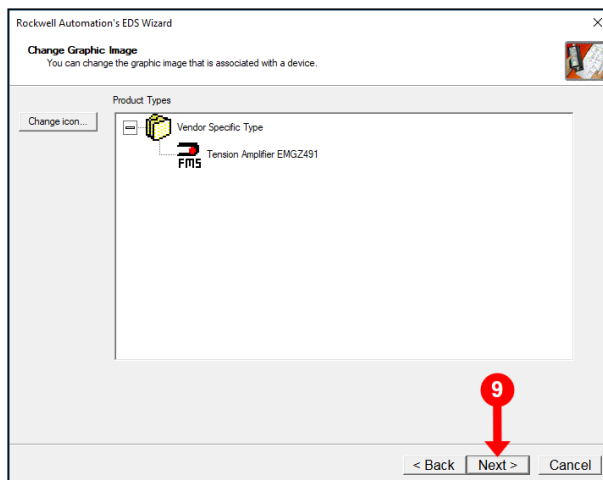 Rockwell Automation's EDS Wizard
Change Graphic Image
You can change the graphic image that is associated with a device.
Product Types
Change icon...
Vendor Specific Type
Tension Amplifier EMGZ491
FMS
9
< Back Next > Cancel